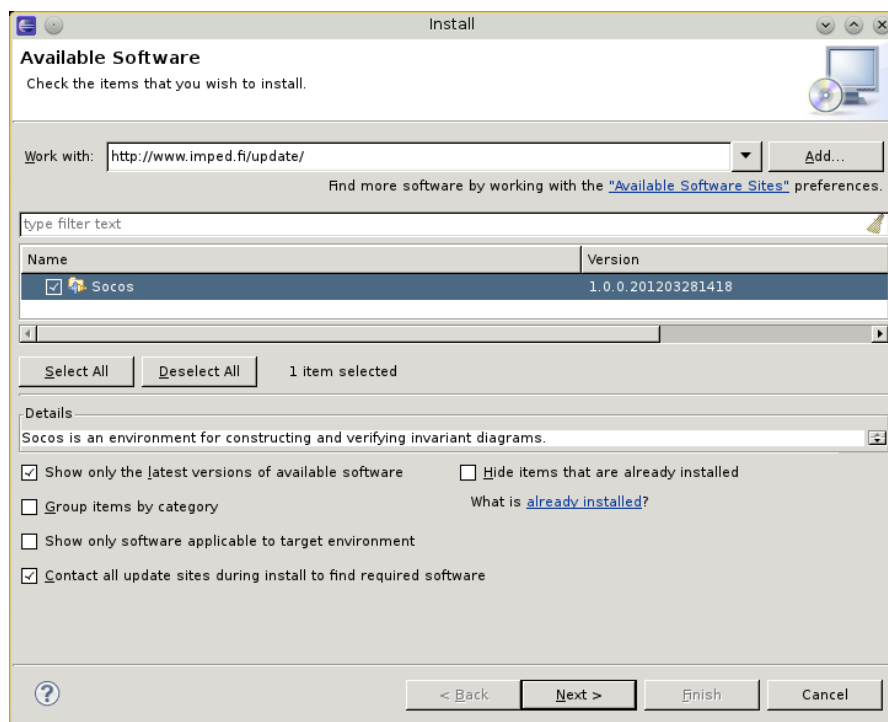 Install
Available Software
Check the items that you wish to install.
Work with: http://www.imped.fi/update/ Add...
Find more software by working with the "Available Software Sites" preferences.
type filter text
Name Version
Socos 1.0.0.201203281418
Select All Deselect All 1 item selected
Details
Socos is an environment for constructing and verifying invariant diagrams.
Show only the latest versions of available software Hide items that are already installed
Group items by category What is already installed?
Show only software applicable to target environment
Contact all update sites during install to find required software
? < Back Next > Finish Cancel